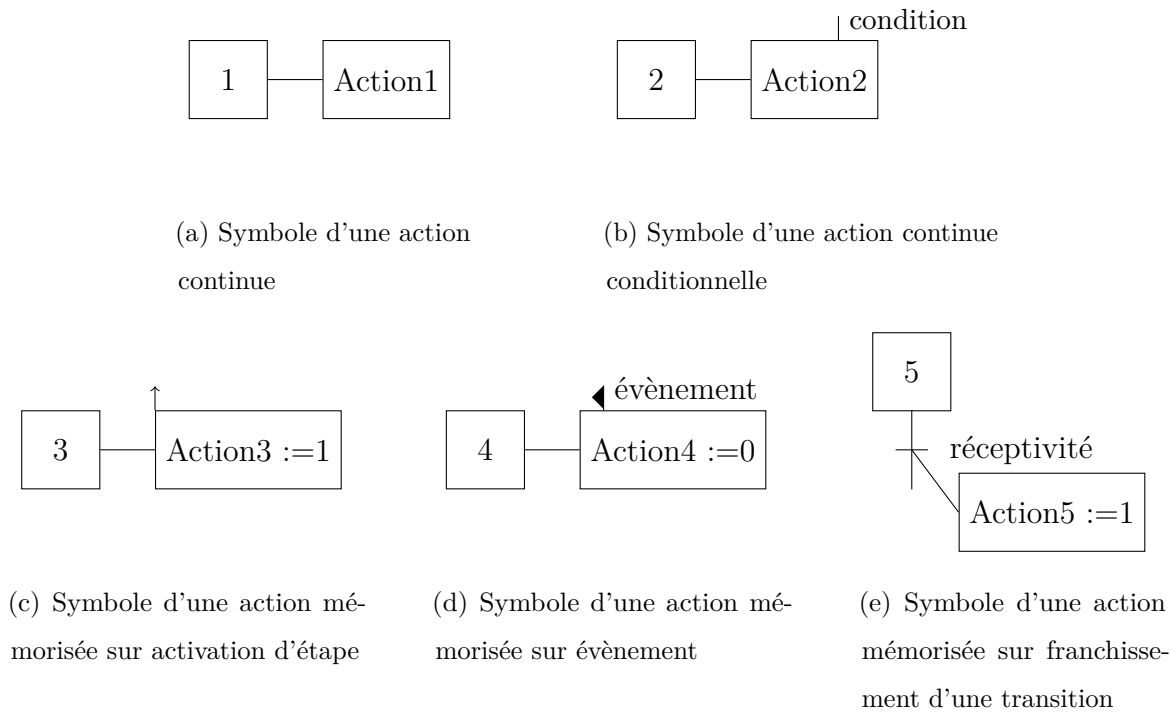 condition
1
Action1
2
Action2
(a) Symbole d'une action
continue
(b) Symbole d'une action continue
conditionnelle
3
Action3 :=1
évènement
4
Action4 :=0
5
réceptivité
Action5 :=1
(c) Symbole d'une action mé-
morisée sur activation d'étape
(d) Symbole d'une action mé-
morisée sur évènement
(e) Symbole d'une action
mémorisée sur franchisse-
ment d'une transition